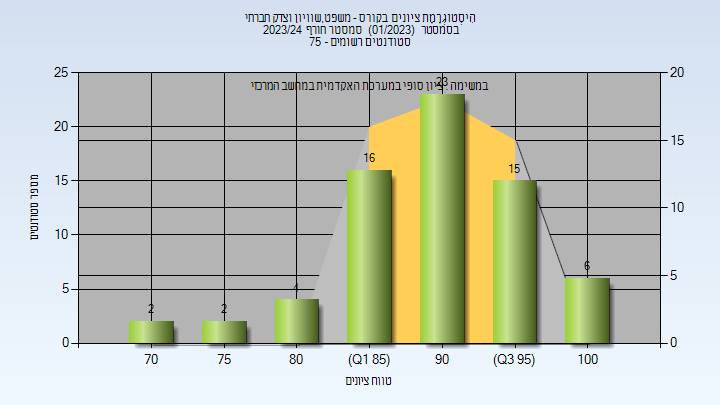 היסטוגרמת ציונים בקורס - משפט,שוויון וצדק חברתי
בסמסטר (01/2023) סמסטר חורף 2023/24
סטודנטים רשומים - 75
במשימה : ציון סופי במערכת האקדמית במחשב המרכזי
25
20
15
10
5
0
20
15
10
5
0
מספר סטודנטים
2
2
4
16
23
15
6
70
75
80
(Q1 85)
90
(Q3 95)
100
טווח ציונים